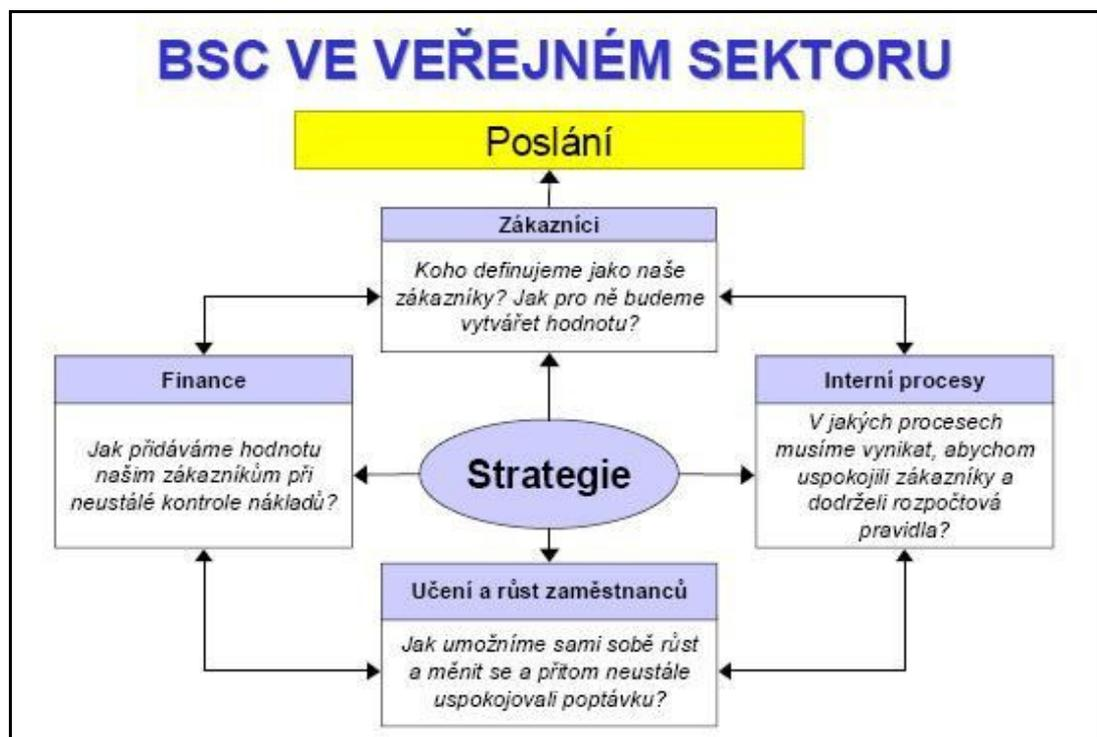 BSC VE VEŘEJNÉM SEKTORU
Poslání
Zákazníci
Koho definujeme jako naše
zákazníky? Jak pro ně budeme
vytvářet hodnotu?
Finance
Jak přidáváme hodnotu
našim zákazníkům při
neustálé kontrole nákladů?
Strategie
Interní procesy
V jakých procesech
musíme vynikat, abychom
uspokojili zákazníky a
dodrželi rozpočtová
pravidla?
Učení a růst zaměstnanců
Jak umožníme sami sobě růst
a měnit se a přitom neustále
uspokojovali poptávku?